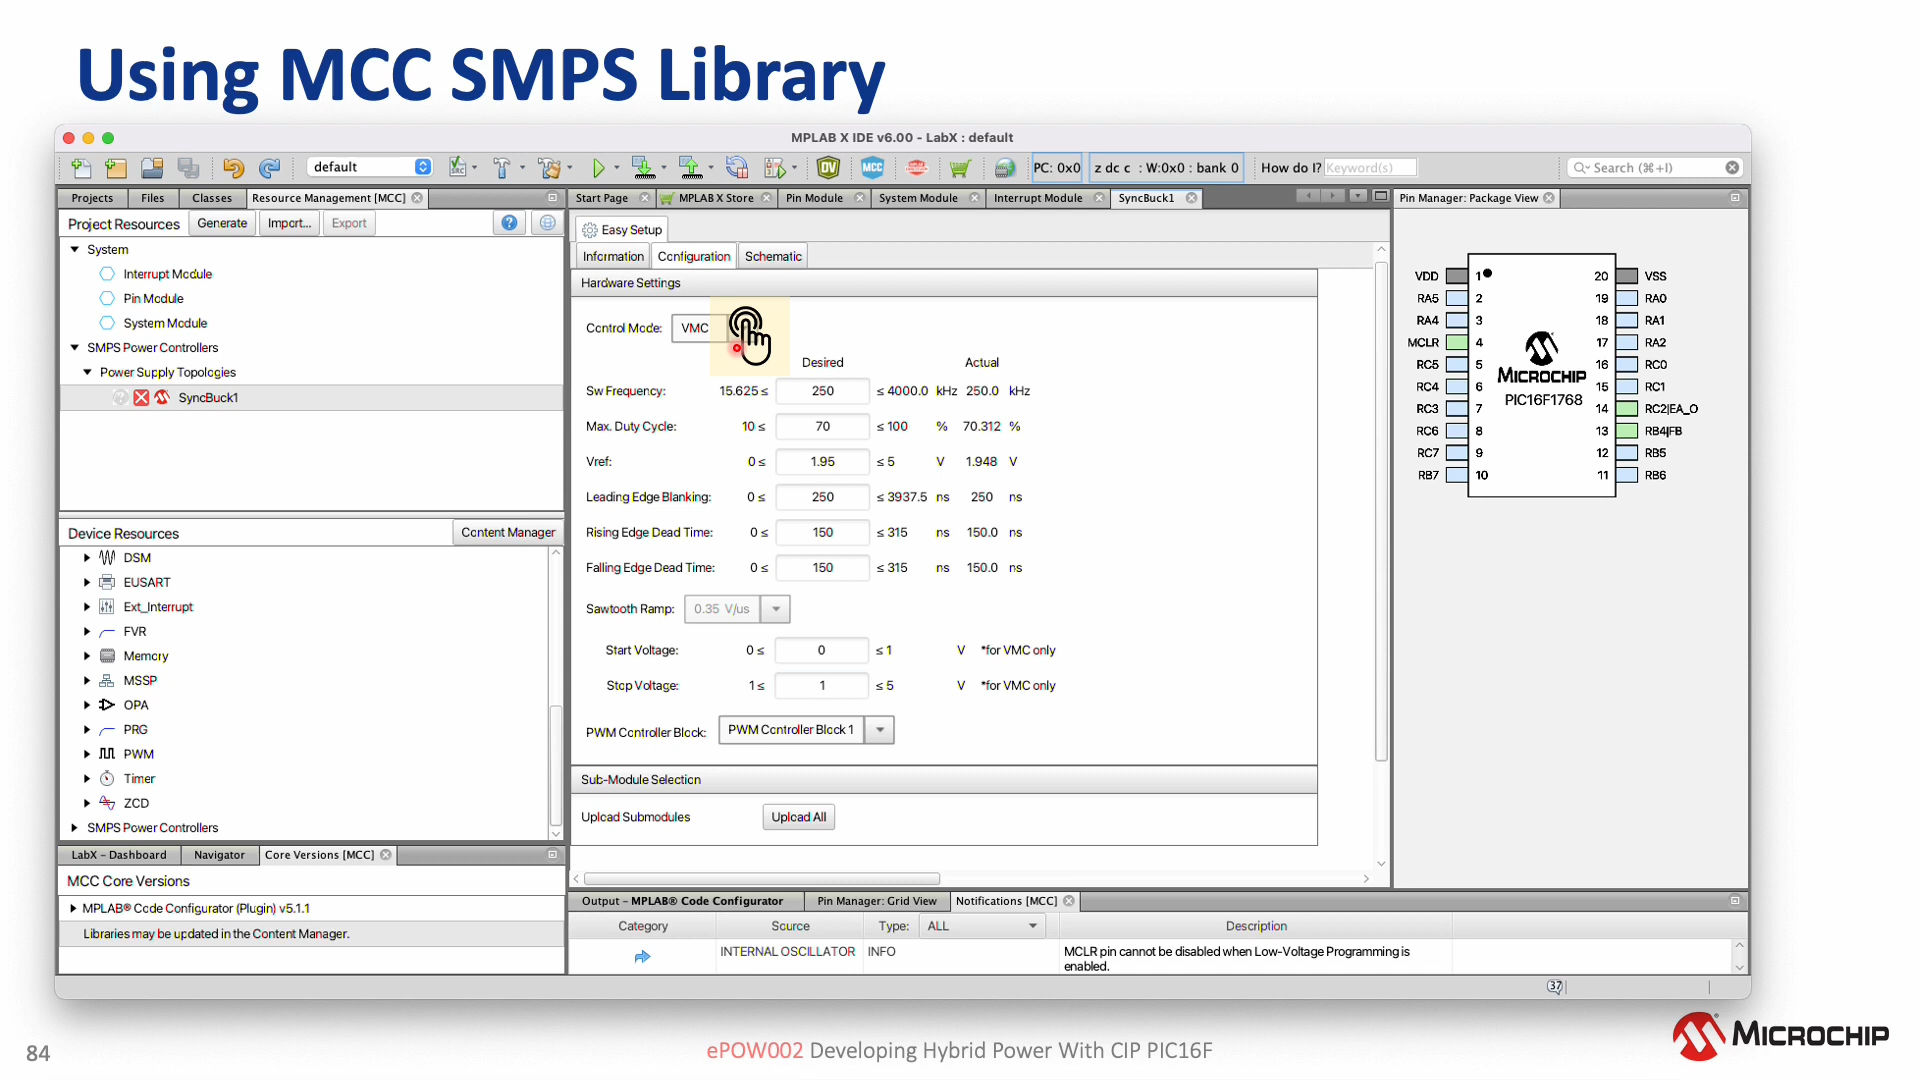 Using MCC SMPS Library
MPLAB X IDE v6.00 - LabX : default
default
SRC
DV
MCC
PC: 0x0
z dc c : W:0x0 : bank 0
How do I?
Keyword(s)
Search (⌘+I)
Projects
Files
Classes
Resource Management [MCC]
Project Resources
Generate
Import...
Export
?
System
Interrupt Module
Pin Module
System Module
SMPS Power Controllers
Power Supply Topologies
SyncBuck1
Device Resources
Content Manager
DSM
EUSART
Ext_Interrupt
FVR
Memory
MSSP
OPA
PRG
PWM
Timer
ZCD
SMPS Power Controllers
LabX - Dashboard
Navigator
Core Versions [MCC]
MCC Core Versions
MPLAB® Code Configurator (Plugin) v5.1.1
Libraries may be updated in the Content Manager.
Start Page
MPLAB X Store
Pin Module
System Module
Interrupt Module
SyncBuck1
Easy Setup
Information
Configuration
Schematic
Hardware Settings
Control Mode: VMC
Desired Actual
Sw Frequency: 15.625 ≤ 250 ≤ 4000.0 kHz 250.0 kHz
Max. Duty Cycle: 10 ≤ 70 ≤ 100 % 70.312 %
Vref: 0 ≤ 1.95 ≤ 5 V 1.948 V
Leading Edge Blanking: 0 ≤ 250 ≤ 3937.5 ns 250 ns
Rising Edge Dead Time: 0 ≤ 150 ≤ 315 ns 150.0 ns
Falling Edge Dead Time: 0 ≤ 150 ≤ 315 ns 150.0 ns
Sawtooth Ramp: 0.35 V/us
Start Voltage: 0 ≤ 0 ≤ 1 V *for VMC only
Stop Voltage: 1 ≤ 1 ≤ 5 V *for VMC only
PWM Controller Block: PWM Controller Block 1
Sub-Module Selection
Upload Submodules Upload All
Output - MPLAB® Code Configurator
Pin Manager: Grid View
Notifications [MCC]
Category Source Type: ALL Description
INTERNAL OSCILLATOR INFO MCLR pin cannot be disabled when Low-Voltage Programming is
enabled.
37
Pin Manager: Package View
VDD 1 20 VSS
RA5 2 19 RA0
RA4 3 18 RA1
MCLR 4 17 RA2
RC5 5 16 RC0
RC4 6 15 RC1
RC3 7 14 RC2|EA_O
RC6 8 13 RB4|FB
RC7 9 12 RB5
RB7 10 11 RB6
MICROCHIP
PIC16F1768
84
ePOW002 Developing Hybrid Power With CIP PIC16F
MICROCHIP